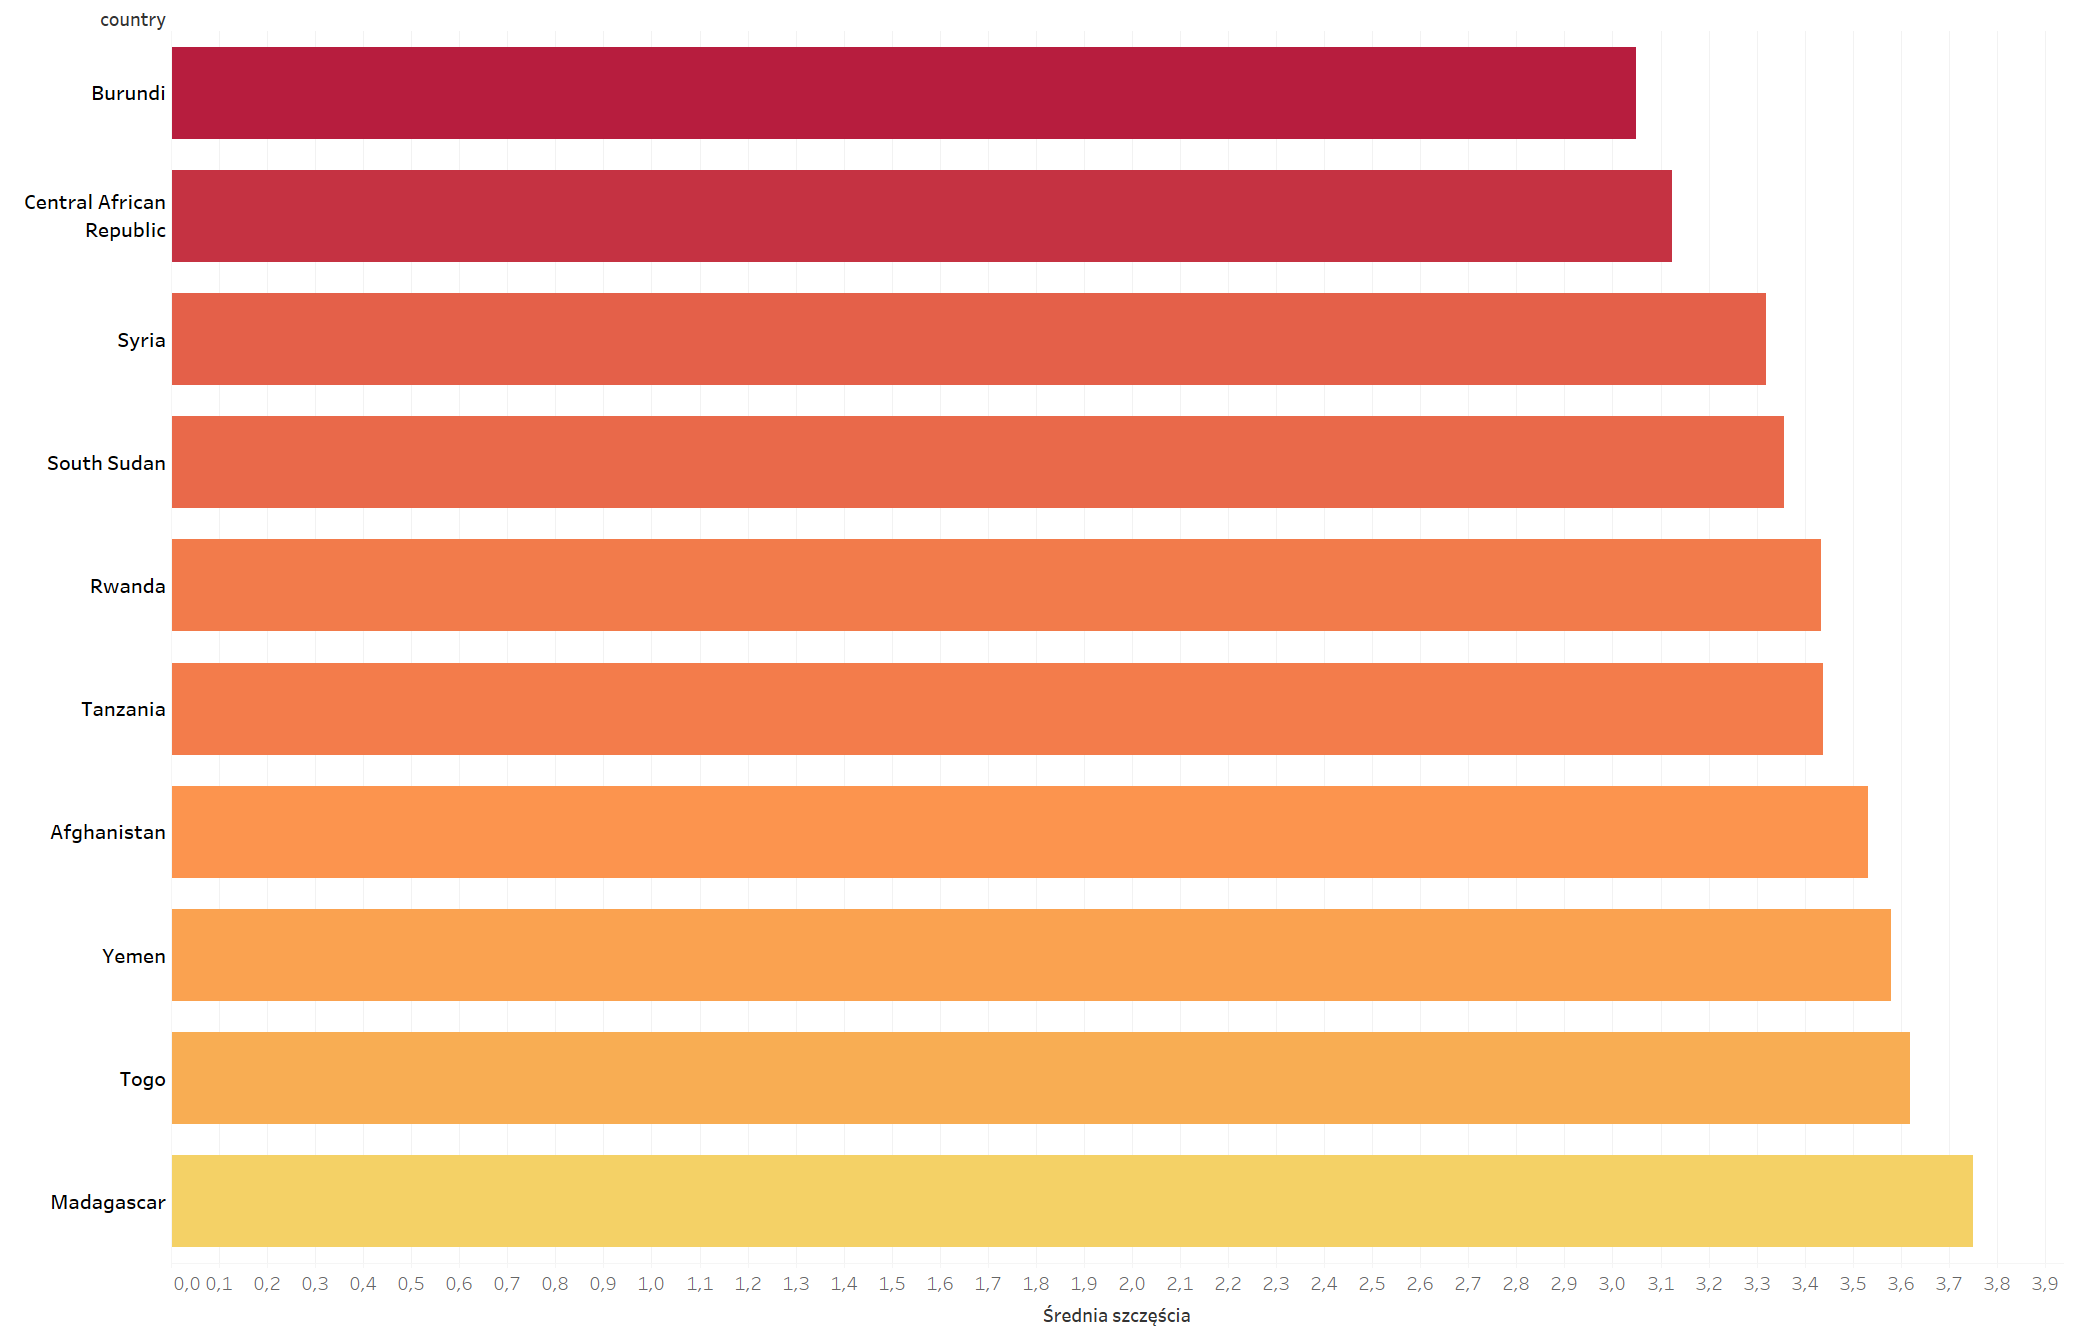 country
Burundi
Central African
Republic
Syria
South Sudan
Rwanda
Tanzania
Afghanistan
Yemen
Togo
Madagascar
0,0 0,1 0,2 0,3 0,4 0,5 0,6 0,7 0,8 0,9 1,0 1,1 1,2 1,3 1,4 1,5 1,6 1,7 1,8 1,9 2,0 2,1 2,2 2,3 2,4 2,5 2,6 2,7 2,8 2,9 3,0 3,1 3,2 3,3 3,4 3,5 3,6 3,7 3,8 3,9
Średnia szczęścia